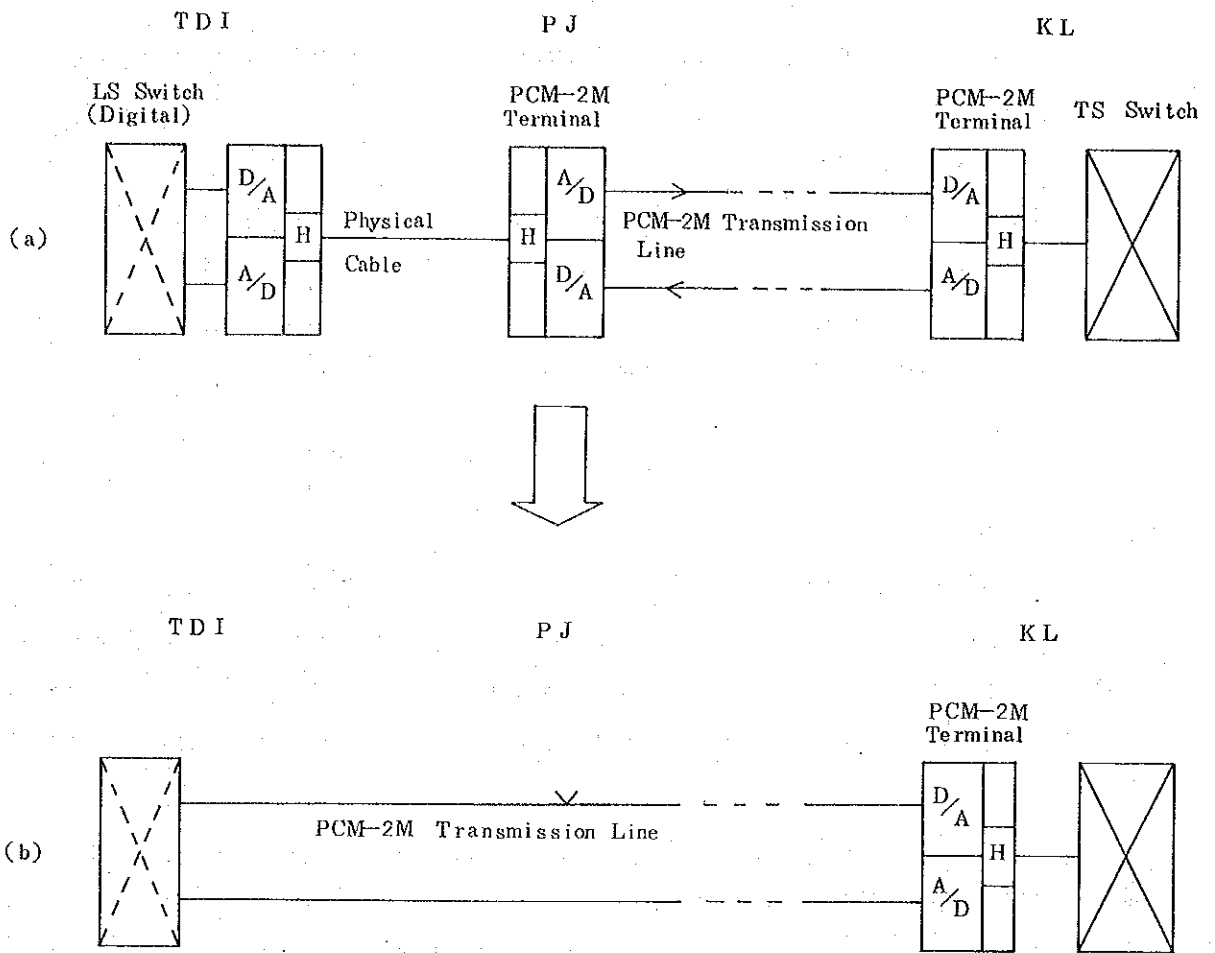 TDI
PJ
KL
LS Switch
(Digital)
PCM-2M
Terminal
PCM-2M
Terminal
TS Switch
(a)
D/A
A/D
H
Physical
Cable
H
A/D
D/A
PCM-2M Transmission
Line
D/A
A/D
H
TDI
PJ
KL
PCM-2M
Terminal
(b)
PCM-2M Transmission Line
D/A
A/D
H